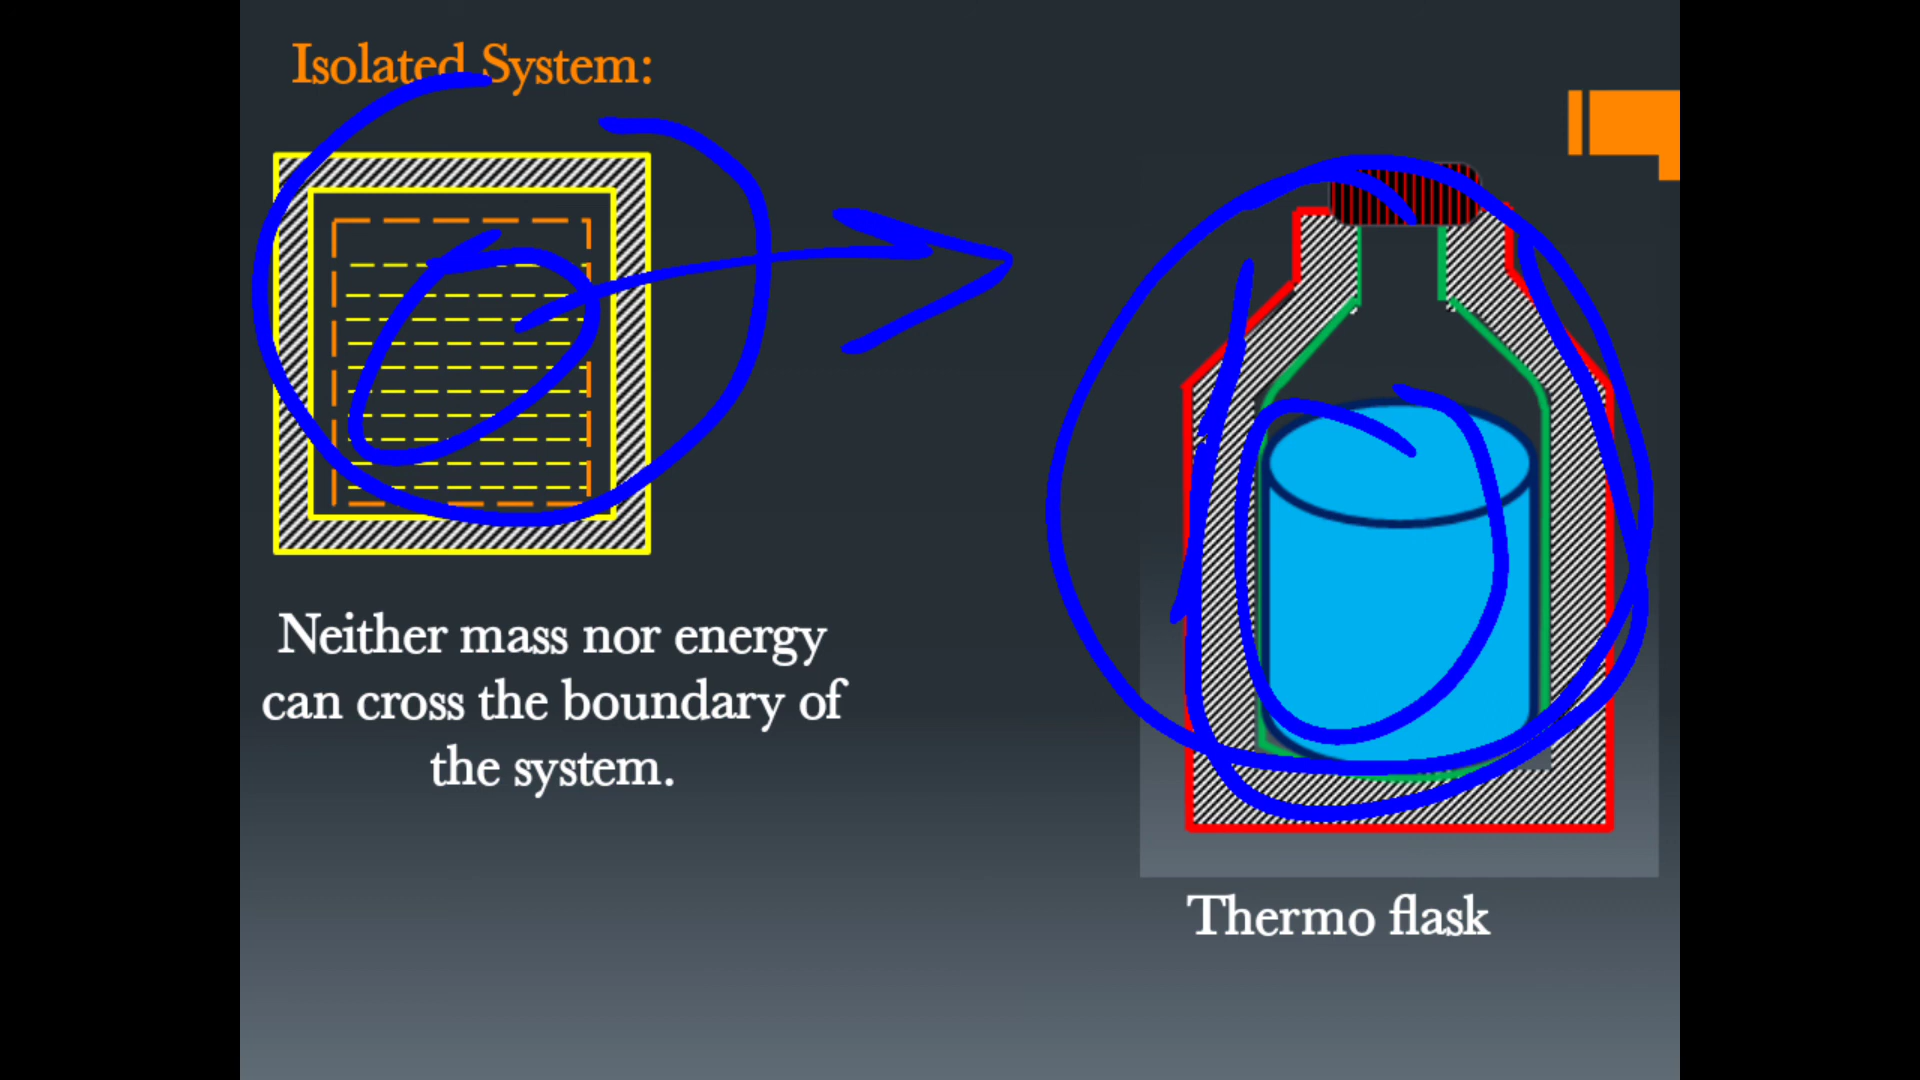 Isolated System:
Neither mass nor energy
can cross the boundary of
the system.
Thermo flask